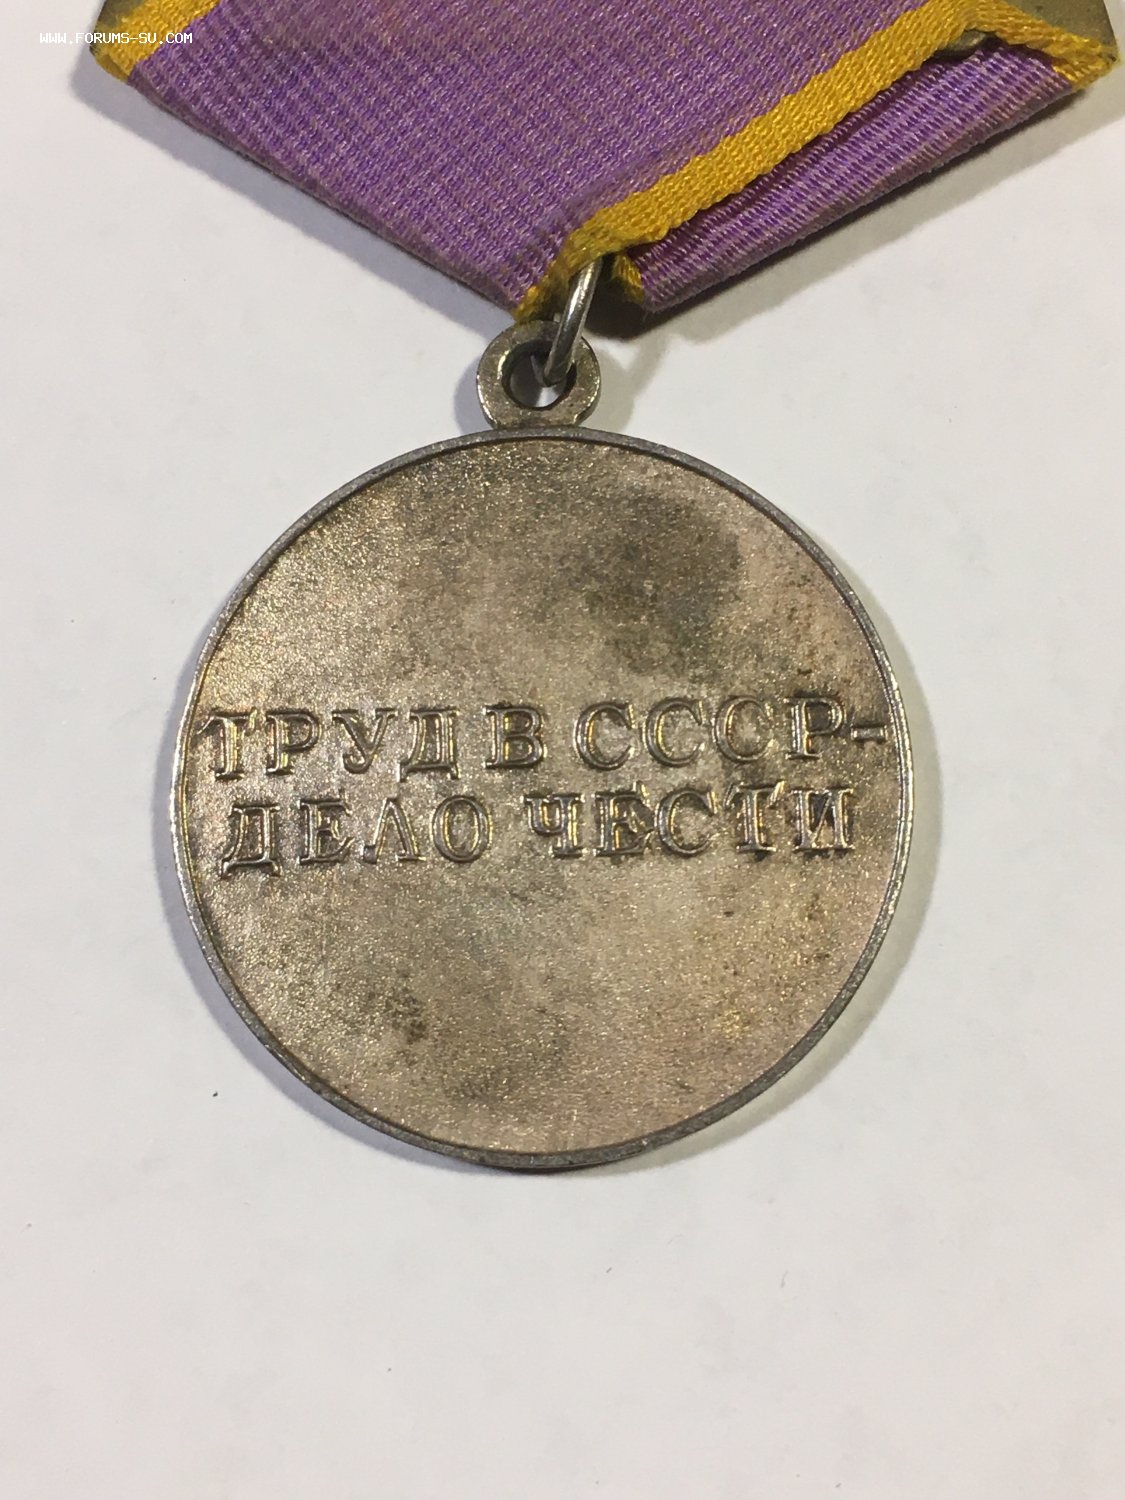 WWW.FORUMS-SU.COM
ТРУД В СССР-
ДЕЛО ЧЕСТИ